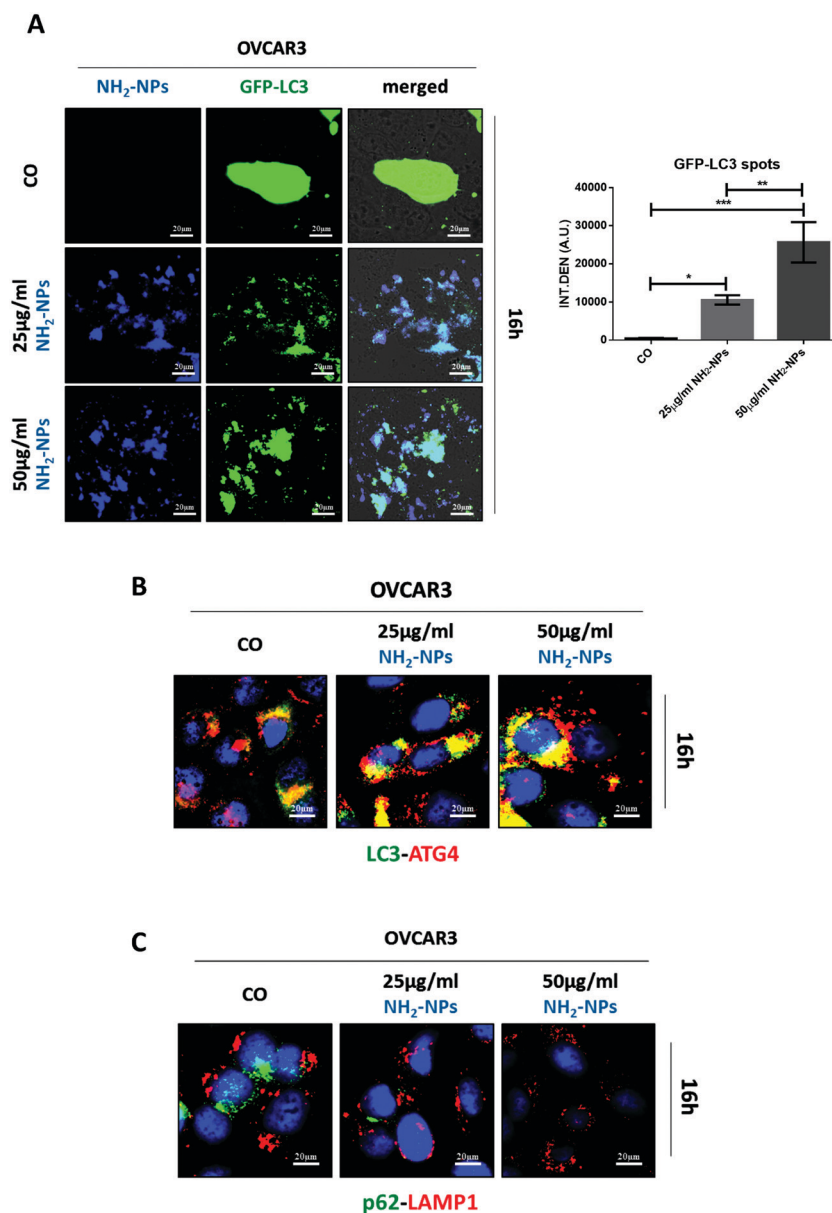 A
OVCAR3
NH₂-NPs GFP-LC3 merged
CO
20μm 20μm 20μm
25μg/ml
NH₂-NPs
20μm 20μm 20μm
50μg/ml
NH₂-NPs
20μm 20μm 20μm
16h
GFP-LC3 spots
INT.DEN (A.U.)
40000
30000
20000
10000
0
**
***
*
CO
25μg/ml NH₂-NPs
50μg/ml NH₂-NPs
B
OVCAR3
CO
25μg/ml
NH₂-NPs
50μg/ml
NH₂-NPs
20μm 20μm 20μm
16h
LC3-ATG4
C
OVCAR3
CO
25μg/ml
NH₂-NPs
50μg/ml
NH₂-NPs
20μm 20μm 20μm
16h
p62-LAMP1